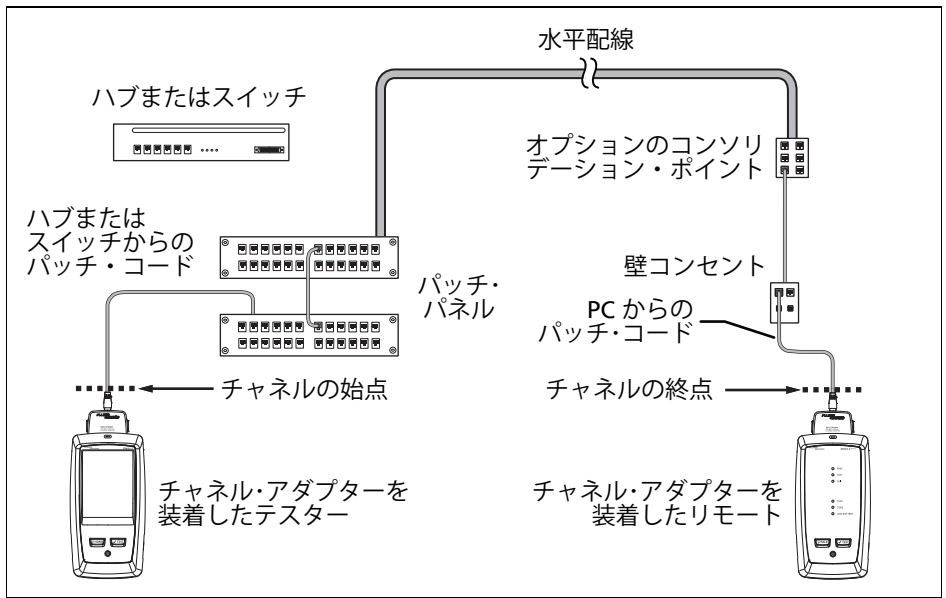 水平配線
ハブまたはスイッチ
オプションのコンソリ
デーション・ポイント
ハブまたは
スイッチからの
パッチ・コード
パッチ・
パネル
壁コンセント
PC からの
パッチ・コード
チャネルの始点
チャネルの終点
チャネル・アダプターを
装着したテスター
チャネル・アダプターを
装着したリモート